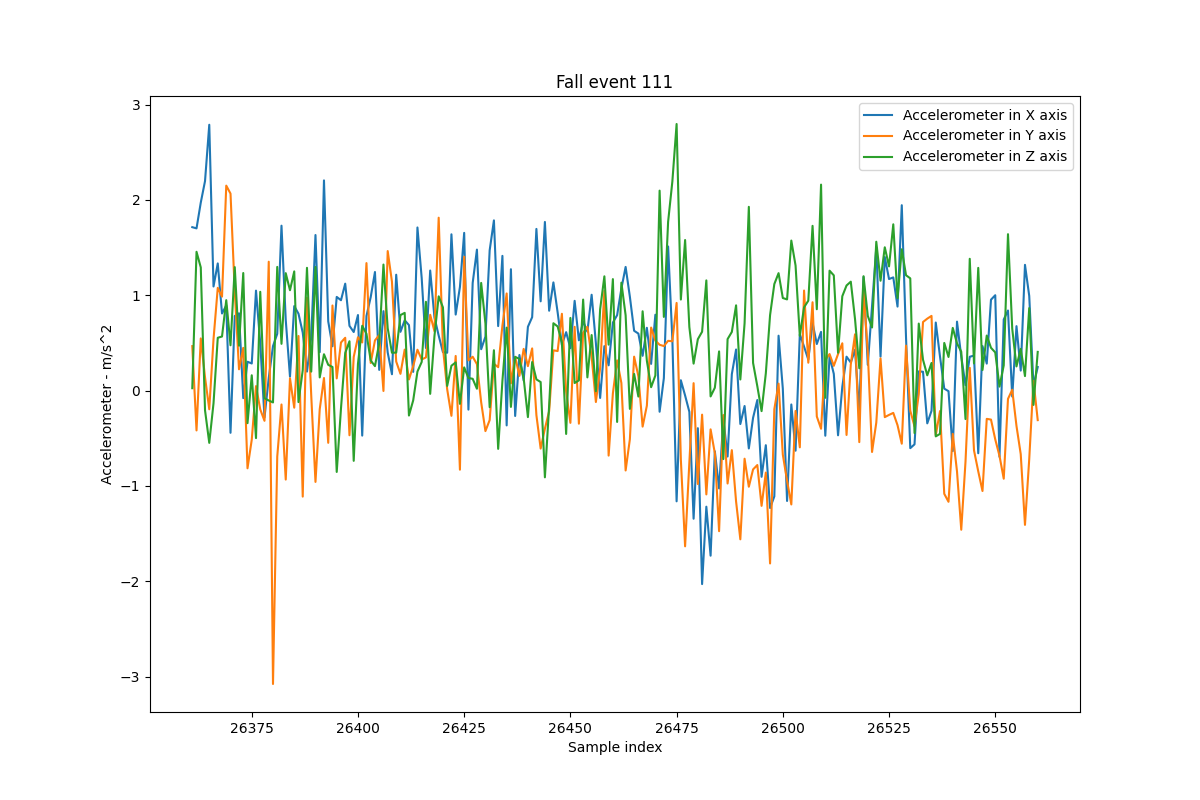 Fall event 111
Accelerometer in X axis
Accelerometer in Y axis
Accelerometer in Z axis
3
2
1
0
−1
−2
−3
Accelerometer - m/s^2
26375 26400 26425 26450 26475 26500 26525 26550
Sample index